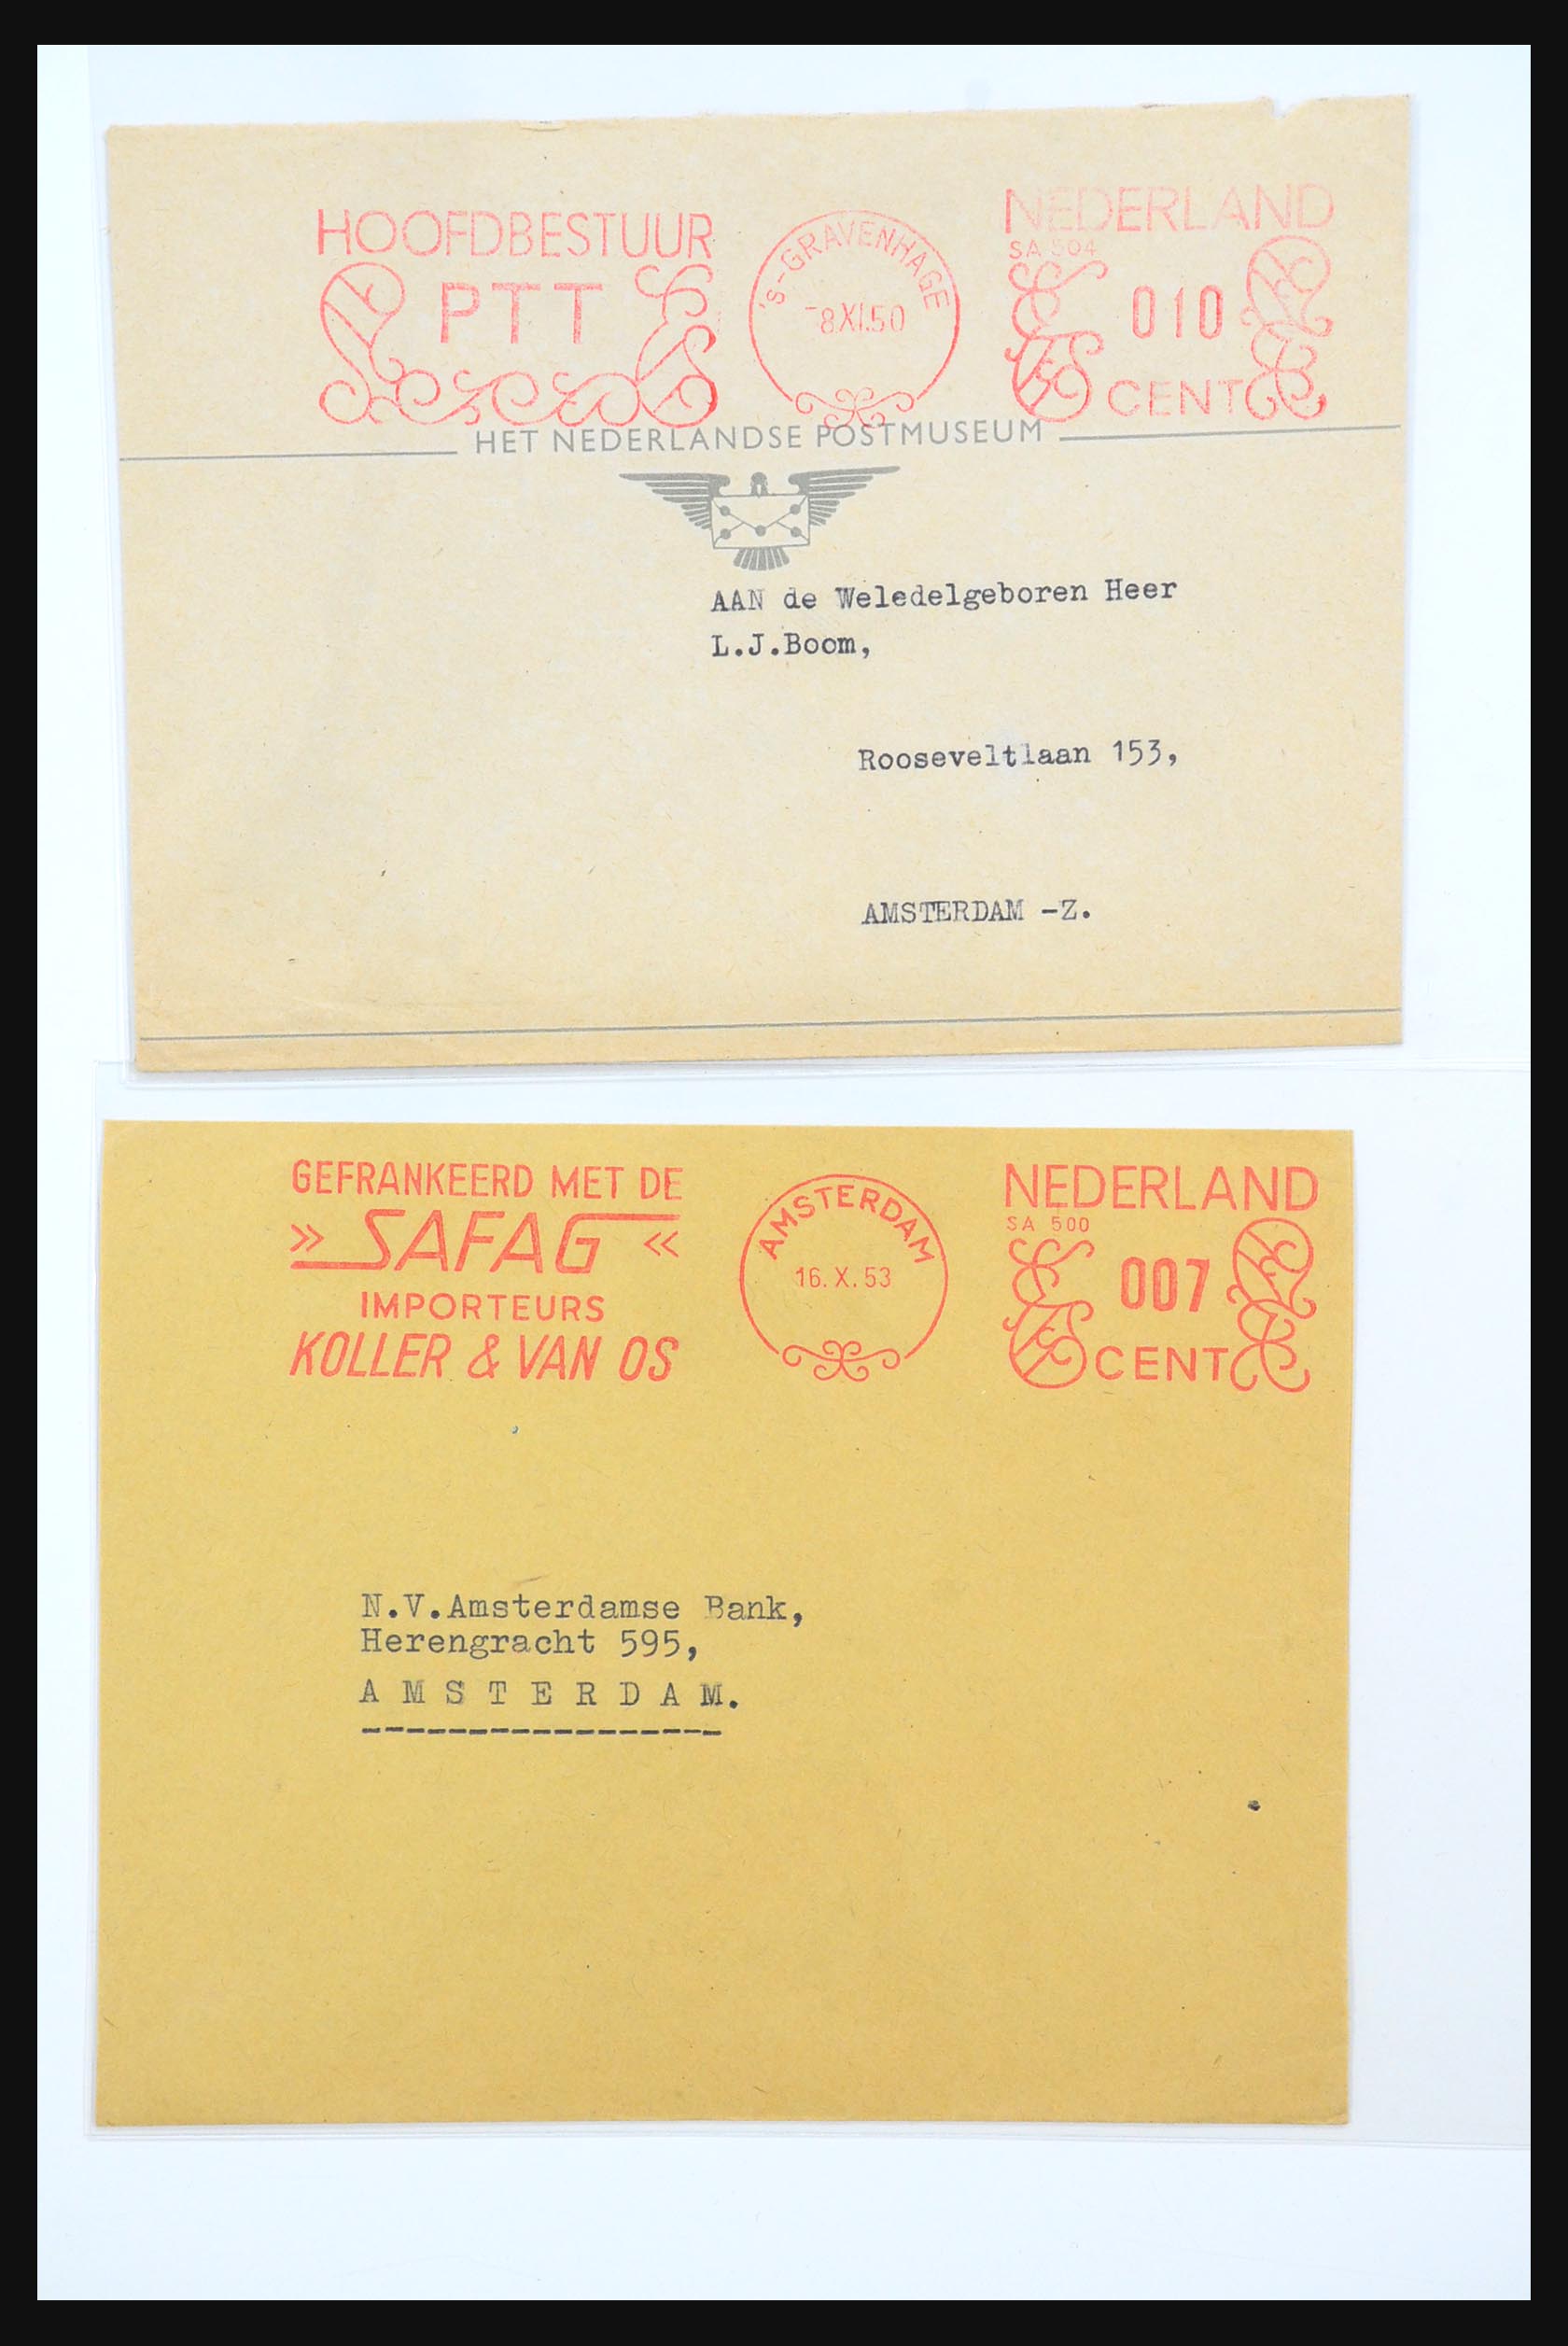 HOOFDBESTUUR
PTT
's-GRAVENHAGE
-8.XI.50
NEDERLAND
SA 504
010
CENT
HET NEDERLANDSE POSTMUSEUM
AAN de Weledelgeboren Heer
L.J.Boom,
Rooseveltlaan 153,
AMSTERDAM -Z.
GEFRANKEERD MET DE
» SAFAG «
IMPORTEURS
KOLLER & VAN OS
AMSTERDAM
16.X.53
NEDERLAND
SA 500
007
CENT
N.V.Amsterdamse Bank,
Herengracht 595,
A M S T E R D A M.
------------------